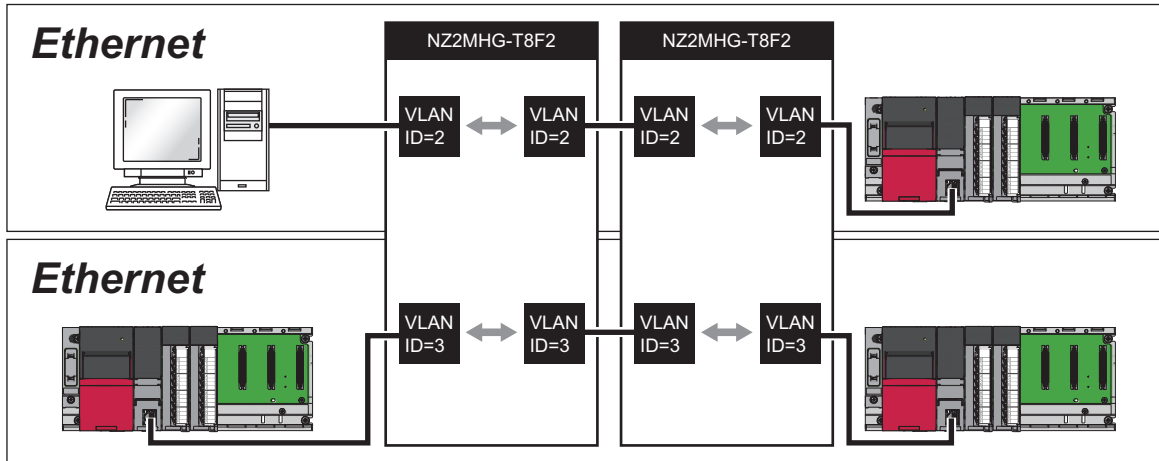 Ethernet
NZ2MHG-T8F2
NZ2MHG-T8F2
VLAN
ID=2
VLAN
ID=2
VLAN
ID=2
VLAN
ID=2
Ethernet
VLAN
ID=3
VLAN
ID=3
VLAN
ID=3
VLAN
ID=3